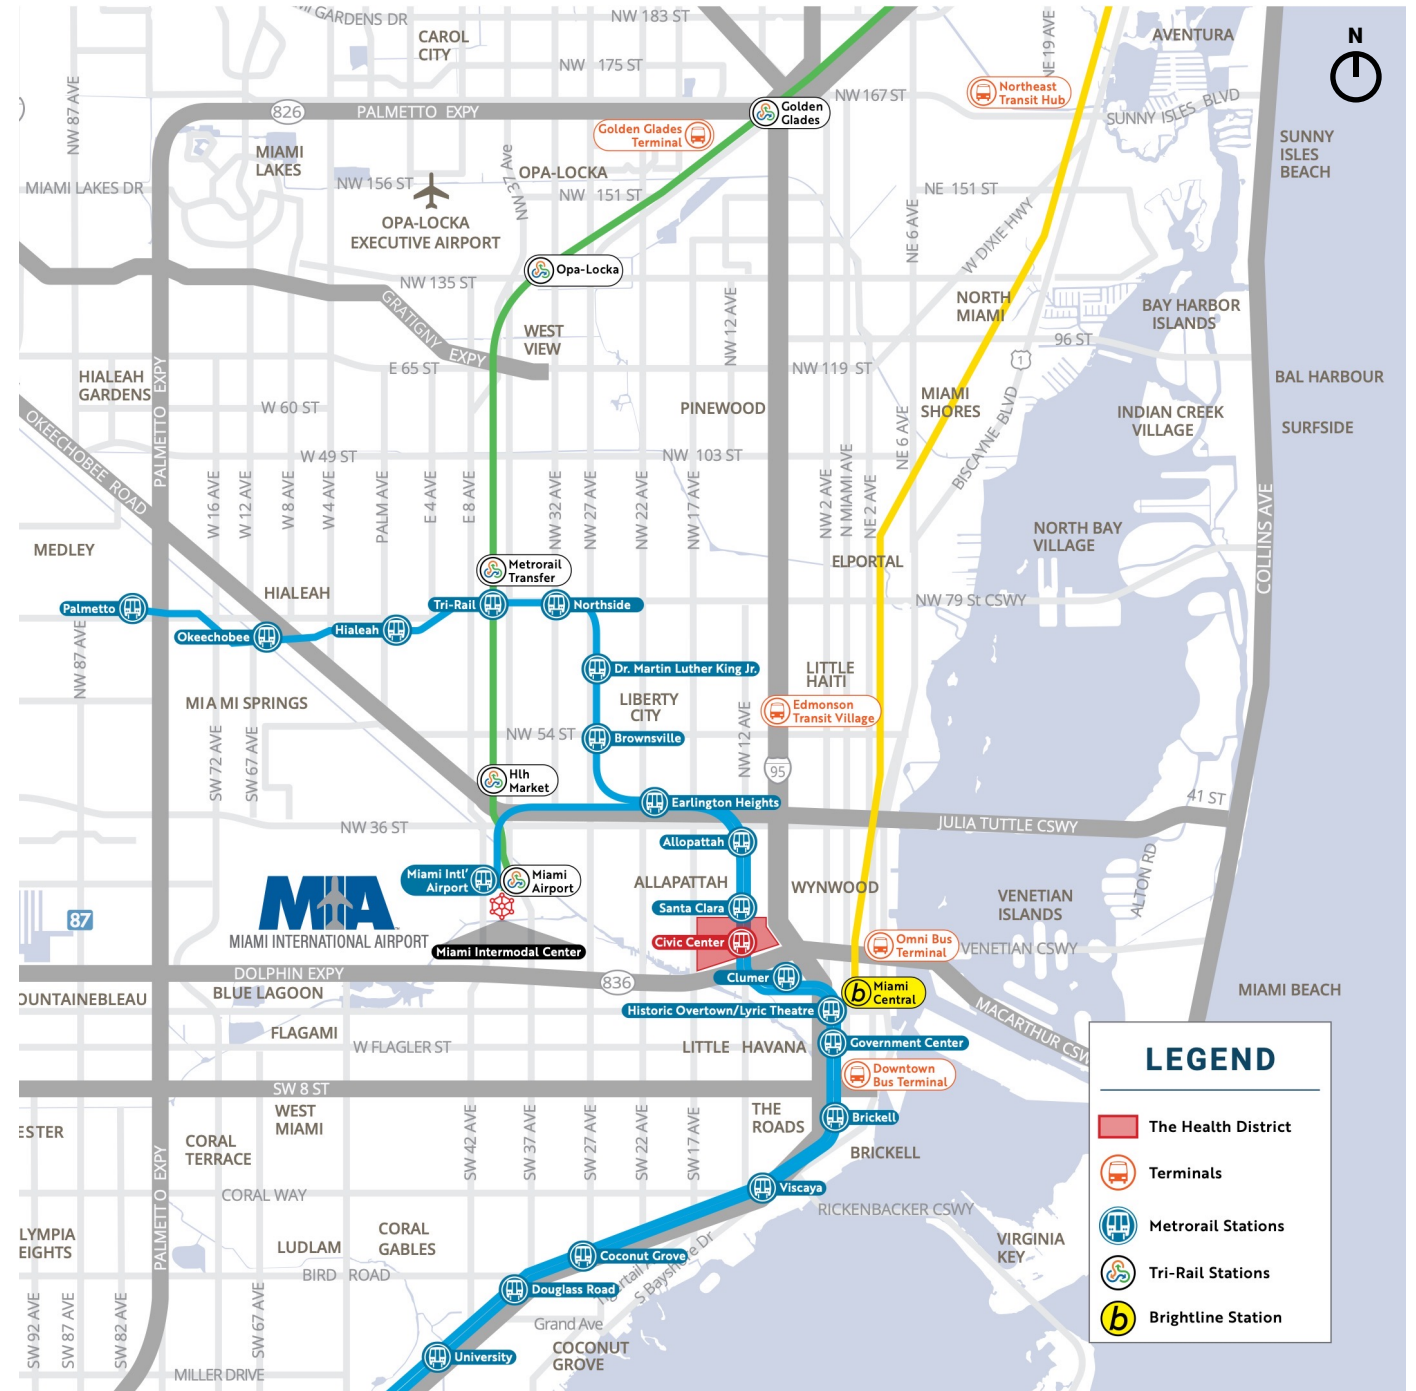 GARDENS DR
NW 183 ST
NE 19 AVE
AVENTURA
N
CAROL
CITY
NW 175 ST
NW 87 AVE
NW 167 ST
Northeast
Transit Hub
SUNNY ISLES BLVD
826
PALMETTO EXPY
Golden
Glades
Golden Glades
Terminal
SUNNY
ISLES
BEACH
MIAMI
LAKES
NW 37 Ave
OPA-LOCKA
MIAMI LAKES DR
NW 156 ST
NW 151 ST
NE 151 ST
OPA-LOCKA
EXECUTIVE AIRPORT
NE 6 AVE
W DIXIE HWY
Opa-Locka
NW 135 ST
GRATIGNY EXPY
NW 12 AVE
NORTH
MIAMI
BAY HARBOR
ISLANDS
WEST
VIEW
96 ST
1
E 65 ST
NW 119 ST
PALMETTO EXPY
HIALEAH
GARDENS
BAL HARBOUR
W 60 ST
PINEWOOD
MIAMI
SHORES
INDIAN CREEK
VILLAGE
SURFSIDE
NE 6 AVE
BISCAYNE BLVD
OKEECHOBEE ROAD
W 49 ST
NW 103 ST
W 16 AVE
W 12 AVE
W 8 AVE
W 4 AVE
PALM AVE
E 4 AVE
E 8 AVE
NW 32 AVE
NW 27 AVE
NW 22 AVE
NW 17 AVE
NW 2 AVE
N MIAMI AVE
NE 2 AVE
COLLINS AVE
NORTH BAY
VILLAGE
MEDLEY
ELPORTAL
Metrorail
Transfer
HIALEAH
Palmetto
Tri-Rail
Northside
NW 79 St CSWY
Okeechobee
Hialeah
NW 87 AVE
Dr. Martin Luther King Jr.
LITTLE
HAITI
MIAMI SPRINGS
LIBERTY
CITY
Edmonson
Transit Village
SW 72 AVE
SW 67 AVE
NW 54 ST
Brownsville
NW 12 AVE
95
Hlh
Market
Earlington Heights
41 ST
NW 36 ST
JULIA TUTTLE CSWY
Allopattah
ALTON RD
Miami Intl'
Airport
Miami
Airport
ALLAPATTAH
WYNWOOD
VENETIAN
ISLANDS
87
MIA
MIAMI INTERNATIONAL AIRPORT
Santa Clara
Civic Center
Miami Intermodal Center
Omni Bus
Terminal
VENETIAN CSWY
DOLPHIN EXPY
836
Clumer
OUNTAINEBLEAU
BLUE LAGOON
b
Miami
Central
MIAMI BEACH
Historic Overtown/Lyric Theatre
MACARTHUR CSW
FLAGAMI
W FLAGLER ST
LITTLE HAVANA
Government Center
SW 8 ST
Downtown
Bus Terminal
ESTER
WEST
MIAMI
CORAL
TERRACE
SW 42 AVE
SW 37 AVE
SW 27 AVE
SW 22 AVE
SW 17 AVE
THE
ROADS
Brickell
BRICKELL
PALMETTO EXPY
CORAL WAY
Viscaya
RICKENBACKER CSWY
LYMPIA
EIGHTS
LUDLAM
CORAL
GABLES
VIRGINIA
KEY
BIRD ROAD
Coconut Grove
S Bayshore Dr
Douglass Road
SW 92 AVE
SW 87 AVE
SW 82 AVE
SW 67 AVE
Grand Ave
COCONUT
GROVE
University
MILLER DRIVE
LEGEND
The Health District
Terminals
Metrorail Stations
Tri-Rail Stations
b
Brightline Station